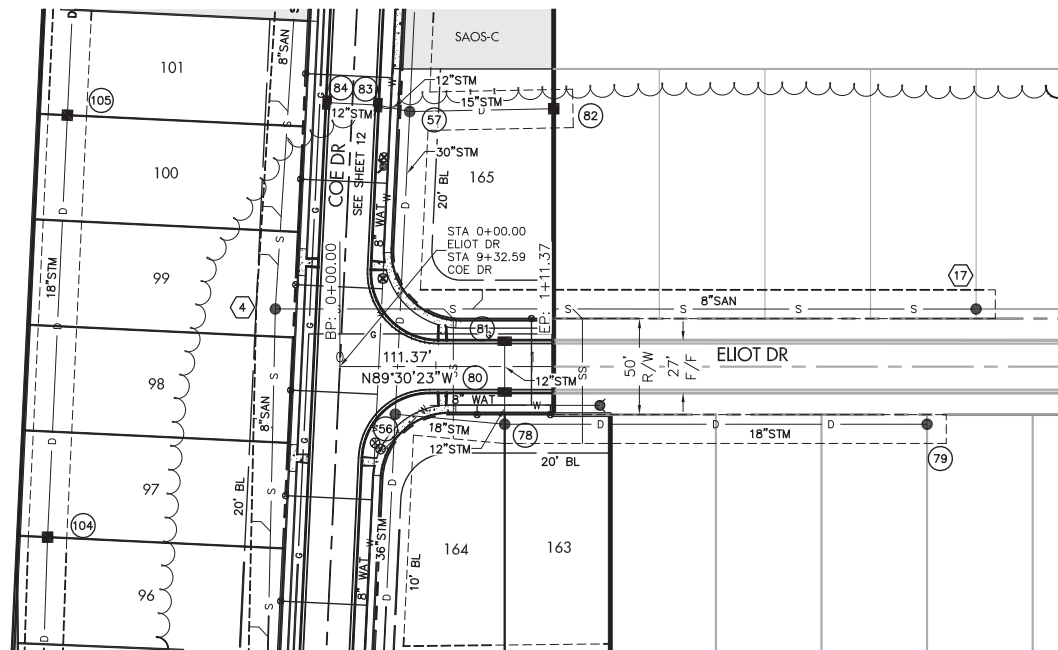 D
S
8"SAN
SAOS-C
101
105
100
99
98
97
96
104
18"STM
D
D
D
D
4
8"SAN
20' BL
S
S
S
S
S
G
G
G
G
G
84
83
12"STM
12"STM
15"STM
D
57
82
30"STM
COE DR
SEE SHEET 12
8" WAT
W
W
D
20' BL
165
STA 0+00.00
ELIOT DR
STA 9+32.59
COE DR
BP: 0+00.00
EP: 1+11.37
17
8"SAN
S
S
S
S
S
S
81
G
G
111.37'
N89°30'23"W
80
12"STM
8" WAT
W
W
SS
SS
50'
R/W
27'
F/F
ELIOT DR
56
18"STM
78
12"STM
D
D
D
18"STM
79
20' BL
36"STM
8" WAT
W
D
D
10' BL
164
163